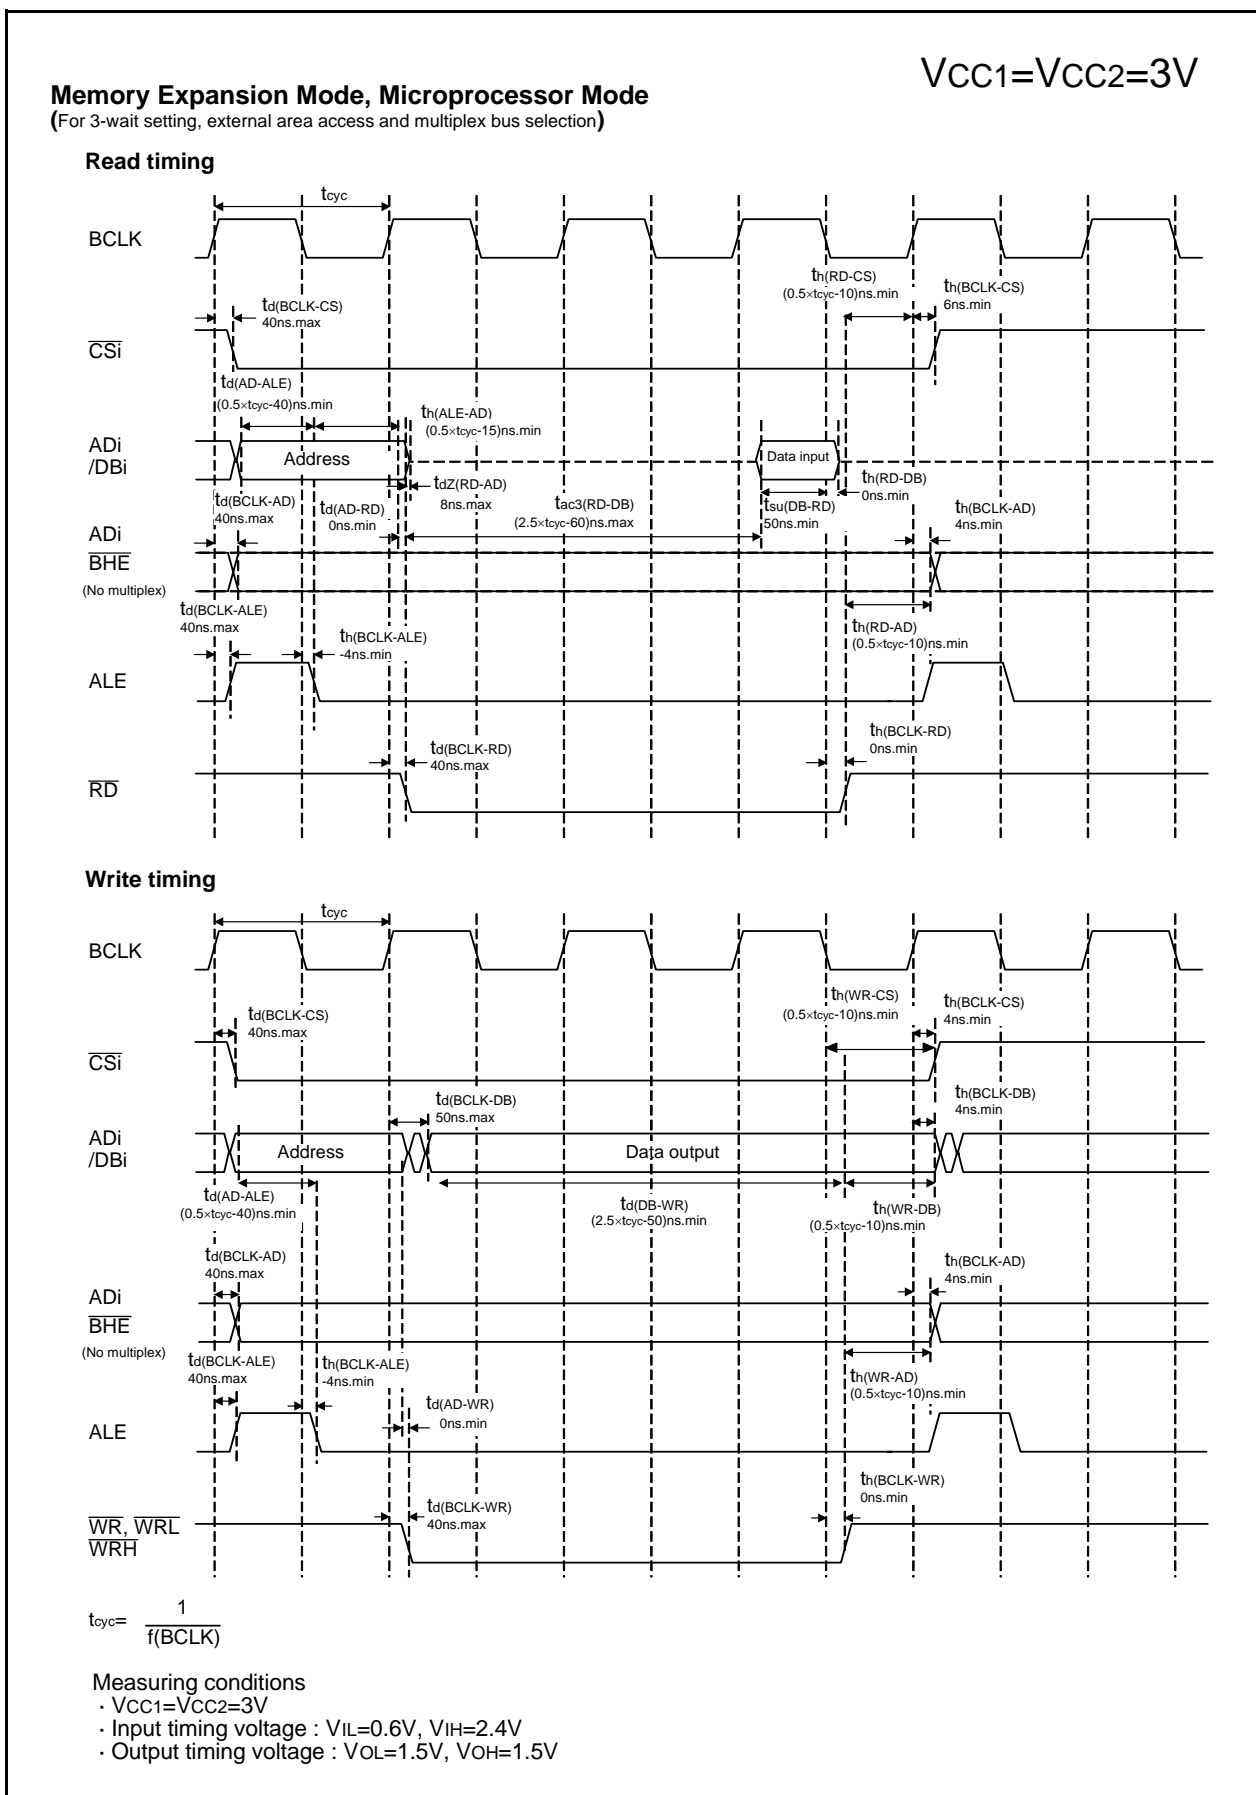 VCC1=VCC2=3V
Memory Expansion Mode, Microprocessor Mode
(For 3-wait setting, external area access and multiplex bus selection)
Read timing
tcyc
BCLK
th(RD-CS)
(0.5×tcyc-10)ns.min
th(BCLK-CS)
6ns.min
td(BCLK-CS)
40ns.max
CSi
td(AD-ALE)
(0.5×tcyc-40)ns.min
th(ALE-AD)
(0.5×tcyc-15)ns.min
ADi
/DBi
Address
Data input
tdZ(RD-AD)
8ns.max
th(RD-DB)
0ns.min
td(BCLK-AD)
40ns.max
td(AD-RD)
0ns.min
tac3(RD-DB)
(2.5×tcyc-60)ns.max
tsu(DB-RD)
50ns.min
th(BCLK-AD)
4ns.min
ADi
BHE
(No multiplex)
td(BCLK-ALE)
40ns.max
th(BCLK-ALE)
-4ns.min
th(RD-AD)
(0.5×tcyc-10)ns.min
ALE
td(BCLK-RD)
40ns.max
th(BCLK-RD)
0ns.min
RD
Write timing
tcyc
BCLK
th(WR-CS)
(0.5×tcyc-10)ns.min
th(BCLK-CS)
4ns.min
td(BCLK-CS)
40ns.max
CSi
td(BCLK-DB)
50ns.max
th(BCLK-DB)
4ns.min
ADi
/DBi
Address
Data output
td(AD-ALE)
(0.5×tcyc-40)ns.min
td(DB-WR)
(2.5×tcyc-50)ns.min
th(WR-DB)
(0.5×tcyc-10)ns.min
td(BCLK-AD)
40ns.max
th(BCLK-AD)
4ns.min
ADi
BHE
(No multiplex)
td(BCLK-ALE)
40ns.max
th(BCLK-ALE)
-4ns.min
td(AD-WR)
0ns.min
th(WR-AD)
(0.5×tcyc-10)ns.min
ALE
td(BCLK-WR)
40ns.max
th(BCLK-WR)
0ns.min
WR, WRL
WRH
tcyc= 1
f(BCLK)
Measuring conditions
· VCC1=VCC2=3V
· Input timing voltage : VIL=0.6V, VIH=2.4V
· Output timing voltage : VOL=1.5V, VOH=1.5V